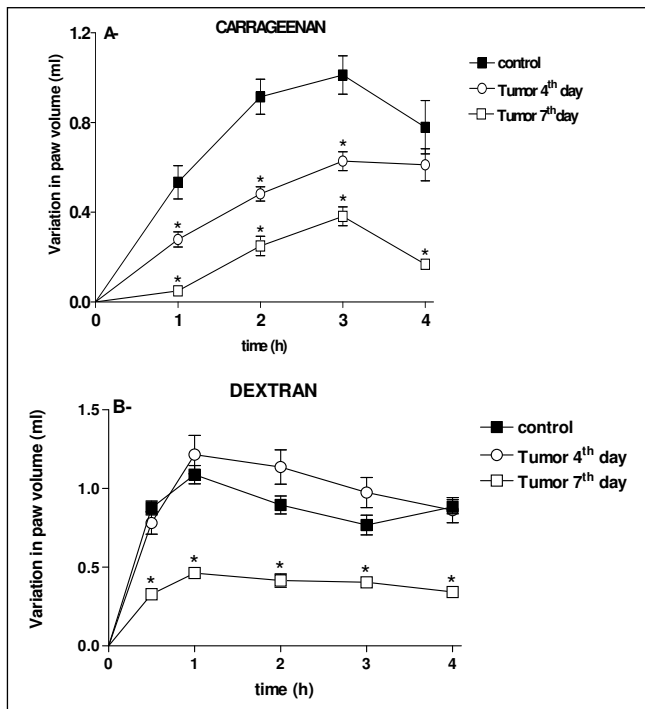 A-
CARRAGEENAN
Variation in paw volume (ml)
1.2
0.8
0.4
0.0
0
1
2
3
4
time (h)
control
Tumor 4th day
Tumor 7th day
*
*
*
*
*
*
*
B-
DEXTRAN
Variation in paw volume (ml)
1.5
1.0
0.5
0.0
0
1
2
3
4
time (h)
control
Tumor 4th day
Tumor 7th day
*
*
*
*
*